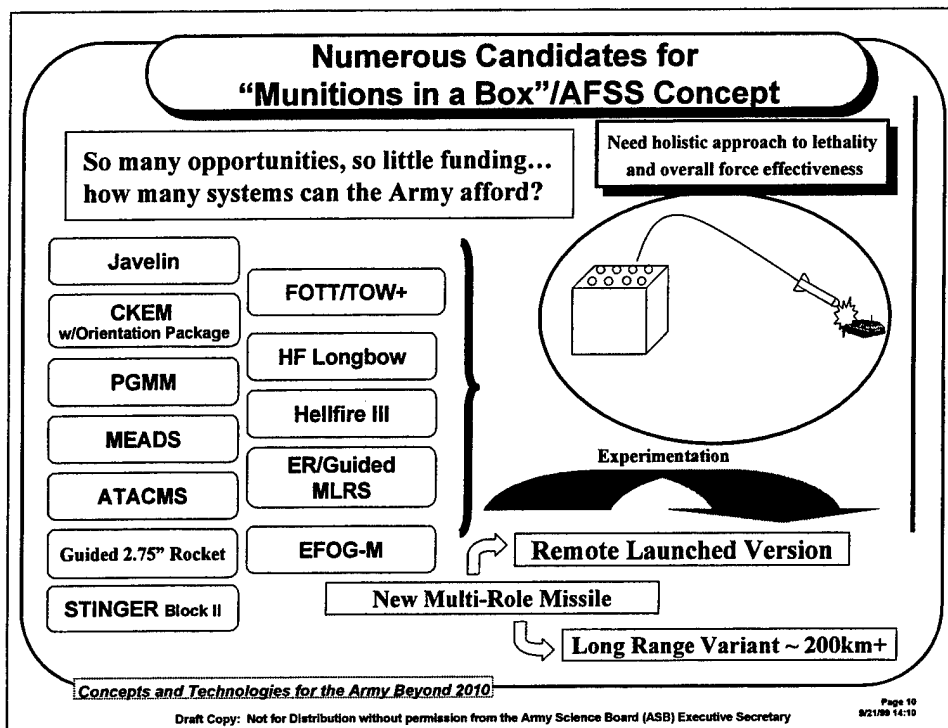 Numerous Candidates for
“Munitions in a Box”/AFSS Concept
So many opportunities, so little funding…
how many systems can the Army afford?
Need holistic approach to lethality
and overall force effectiveness
Javelin
CKEM
w/Orientation Package
PGMM
MEADS
ATACMS
Guided 2.75” Rocket
STINGER Block II
FOTT/TOW+
HF Longbow
Hellfire III
ER/Guided
MLRS
EFOG-M
Experimentation
Remote Launched Version
New Multi-Role Missile
Long Range Variant ~ 200km+
Concepts and Technologies for the Army Beyond 2010
Page 10
9/21/99 14:10
Draft Copy: Not for Distribution without permission from the Army Science Board (ASB) Executive Secretary